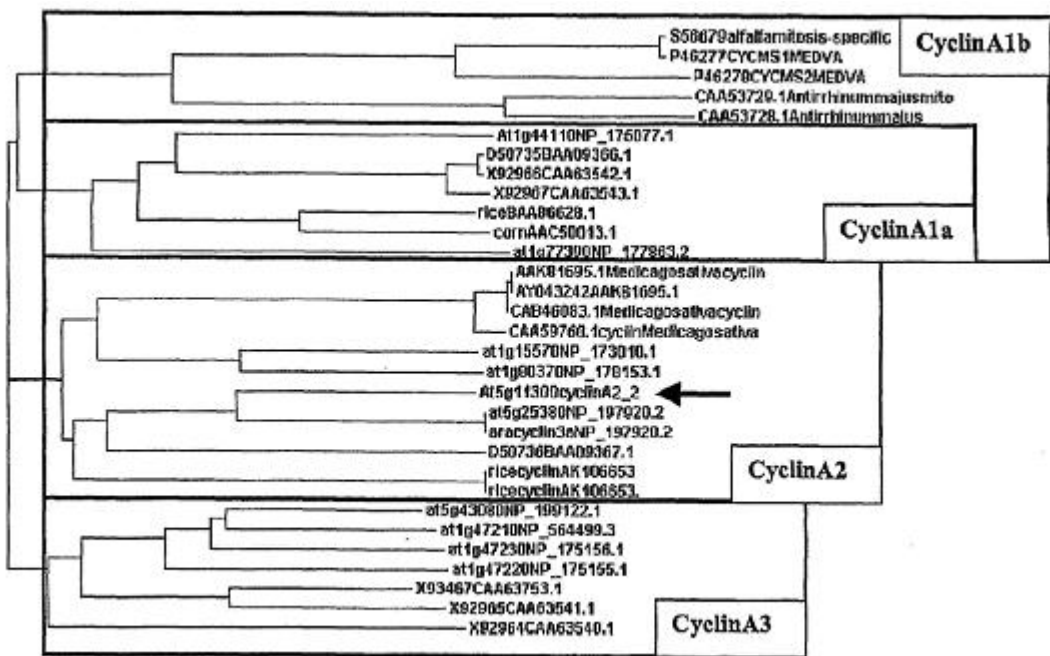 S56679alfalfamitosis-specific
P46277CYCMS1MEDVA
CyclinA1b
P46278CYCMS2MEDVA
CAA53729.1Antirrhinummajusmito
CAA53728.1Antirrhinummajus
At1g44110NP_175077.1
D50735BAA09366.1
X92966CAA63542.1
X92967CAA63543.1
riceBAA86628.1
cornAAC50013.1
CyclinA1a
at1g77390NP_177863.2
AAK81695.1Medicagosativacyclin
AY043242AAK81695.1
CAB46083.1Medicagosativacyclin
CAA59760.1cyclinMedicagosativa
at1g15570NP_173010.1
at1g80370NP_178153.1
At5g11300cyclinA2_2
at5g25380NP_197920.2
aracyclin3aNP_197920.2
D50736BAA09367.1
CyclinA2
ricecyclinAK106653
ricecyclinAK106653.
at5g43080NP_199122.1
at1g47210NP_564499.3
at1g47230NP_175156.1
at1g47220NP_175155.1
X93467CAA63753.1
X92965CAA63541.1
X92964CAA63540.1
CyclinA3